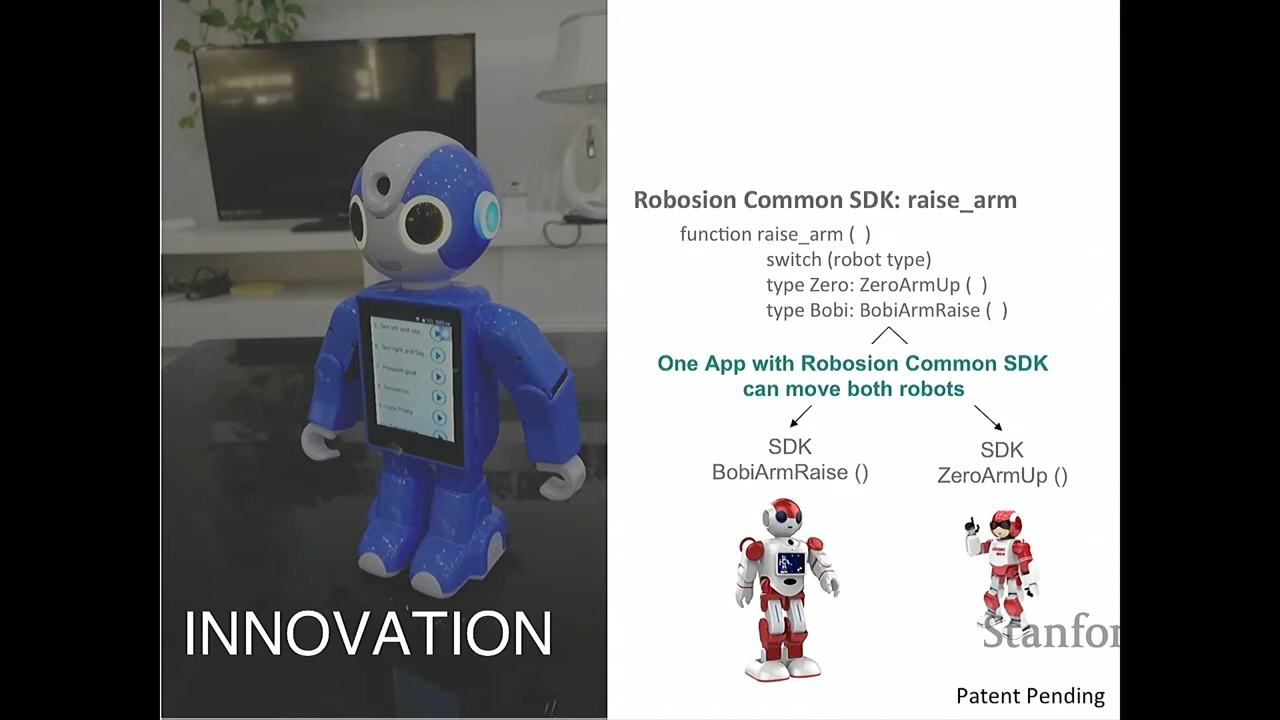 INNOVATION
Robosion Common SDK: raise_arm
function raise_arm ( )
switch (robot type)
type Zero: ZeroArmUp ( )
type Bobi: BobiArmRaise ( )
One App with Robosion Common SDK
can move both robots
SDK
BobiArmRaise ()
SDK
ZeroArmUp ()
Stanfor
Patent Pending